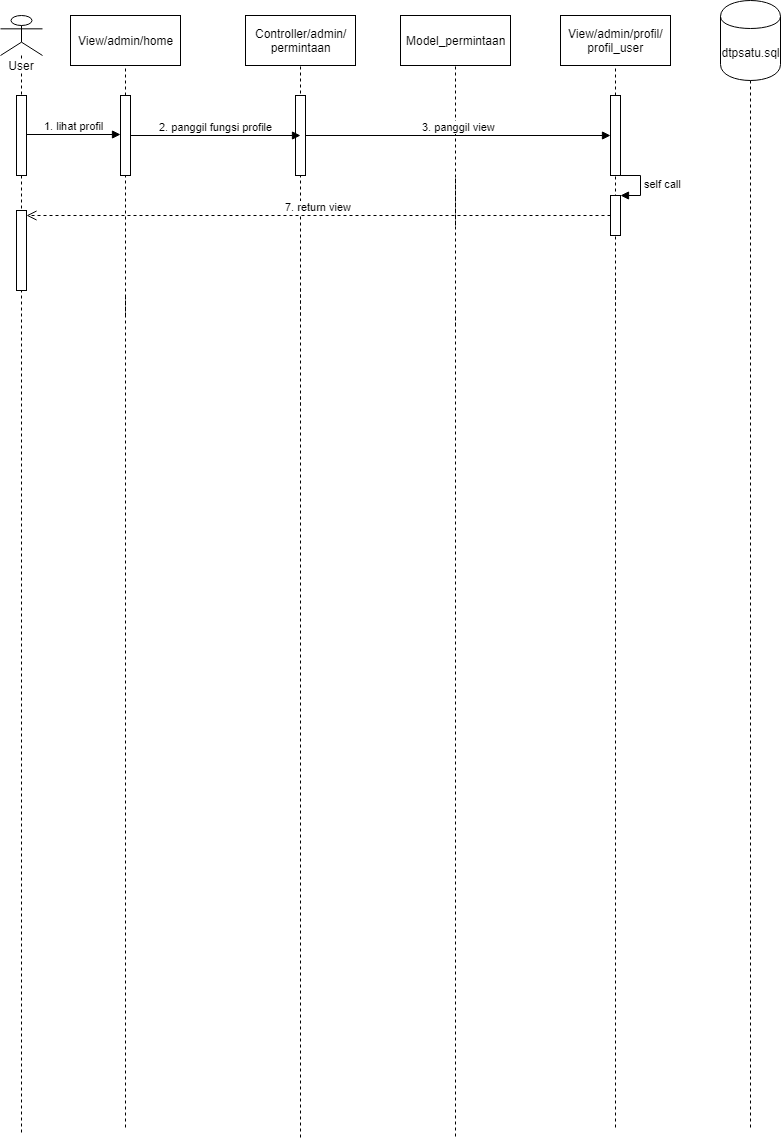 User
View/admin/home
Controller/admin/
permintaan
Model_permintaan
View/admin/profil/
profil_user
dtpsatu.sql
1. lihat profil
2. panggil fungsi profile
3. panggil view
self call
7. return view